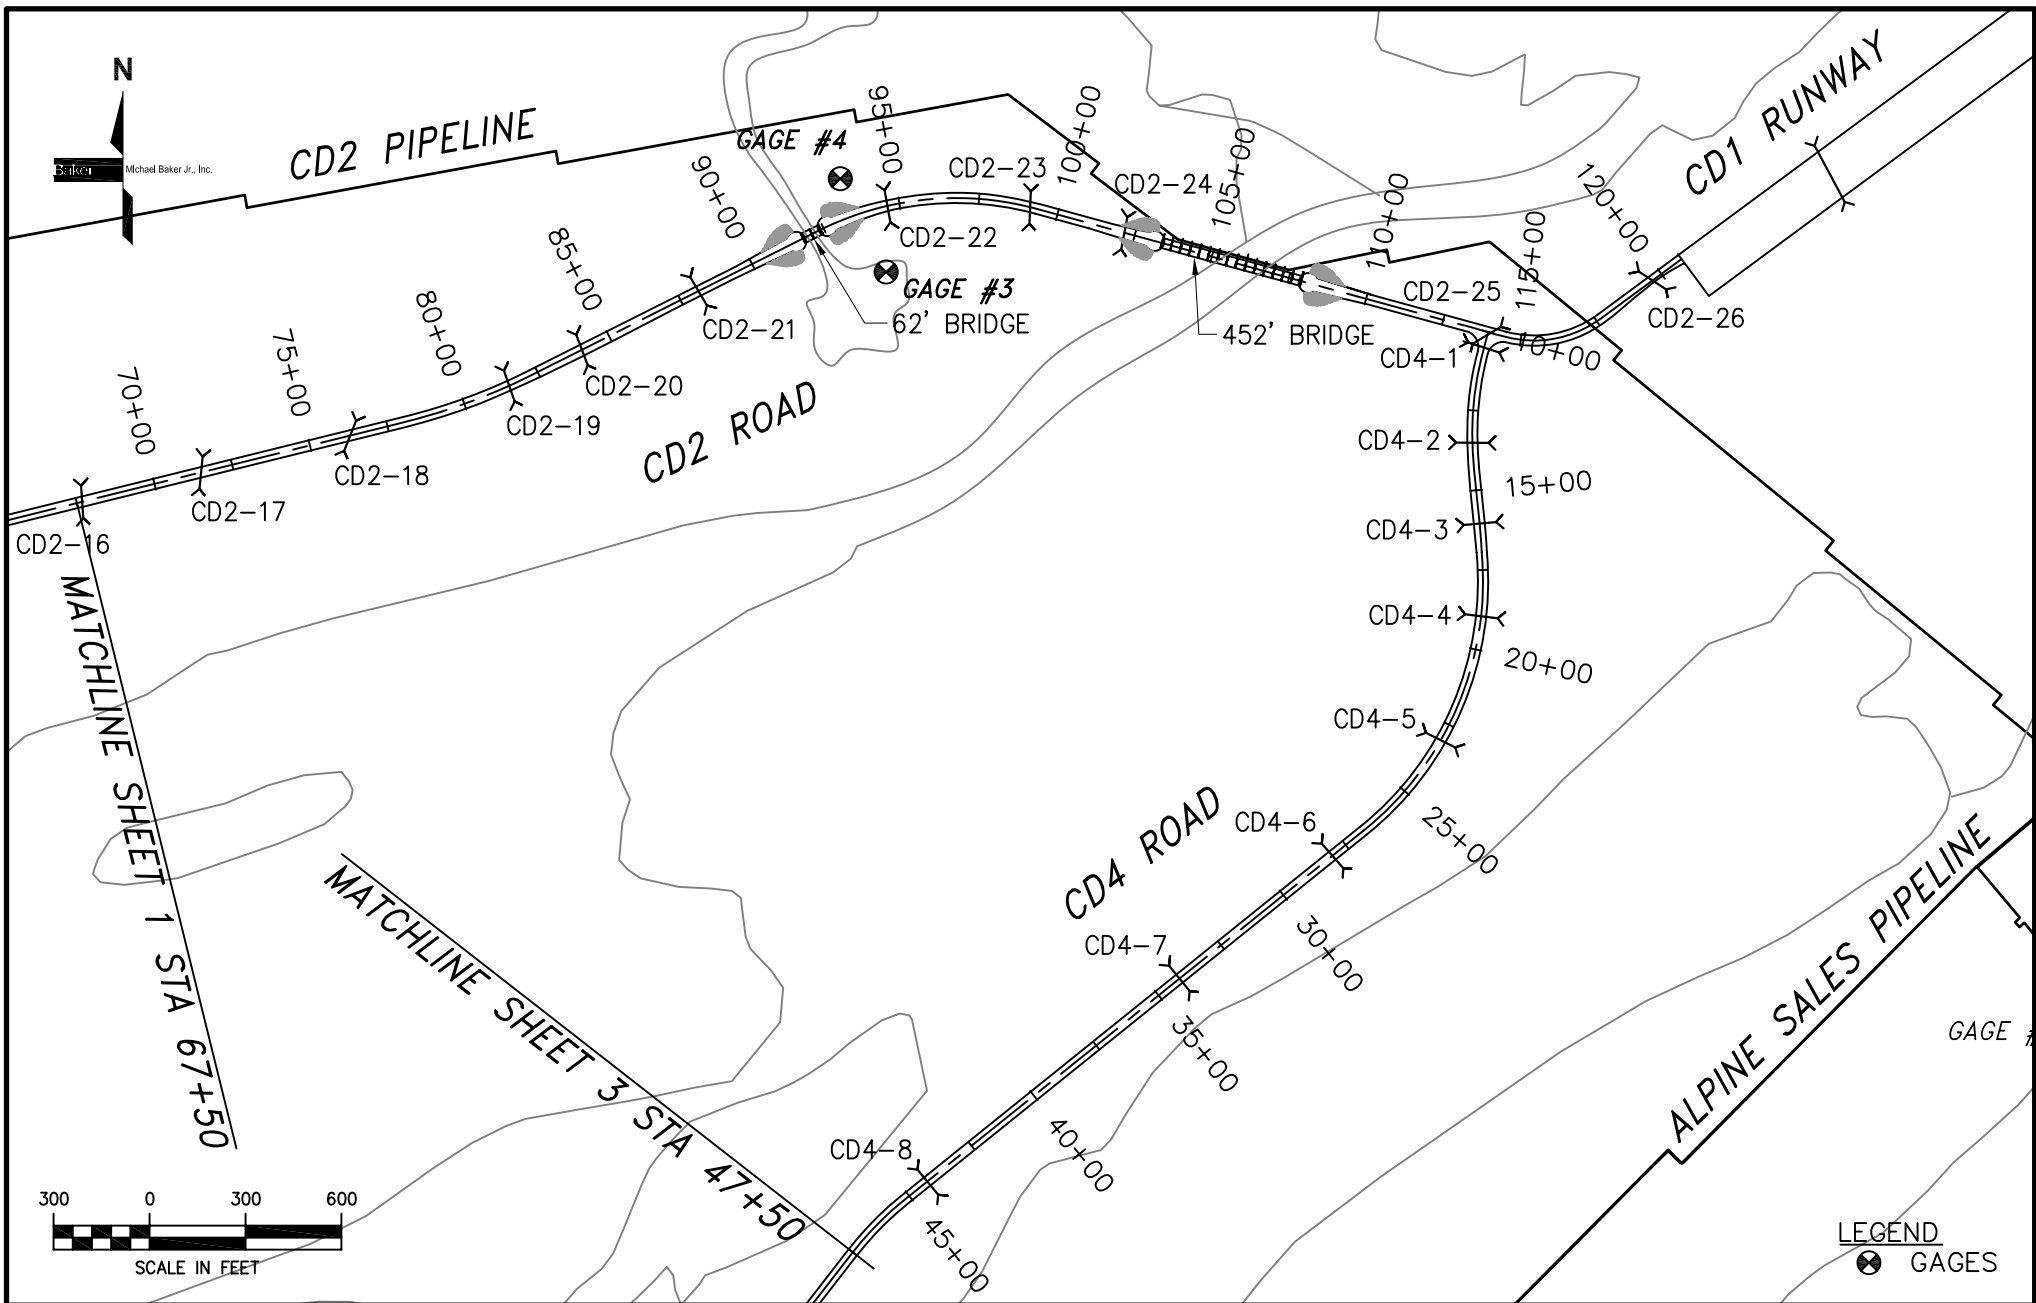 N
Baker
Michael Baker Jr., Inc.
CD2 PIPELINE
GAGE #4
95+00
CD2-23
100+00
CD2-24
105+00
110+00
CD1 RUNWAY
120+00
115+00
90+00
85+00
80+00
75+00
70+00
CD2-22
GAGE #3
62' BRIDGE
452' BRIDGE
CD2-25
CD2-26
CD4-1
10+00
CD2-21
CD2-20
CD2-19
CD2-18
CD2-17
CD2-16
CD2 ROAD
CD4-2
15+00
CD4-3
CD4-4
20+00
CD4-5
CD4-6
25+00
CD4 ROAD
CD4-7
30+00
35+00
40+00
CD4-8
45+00
MATCHLINE SHEET 1 STA 67+50
MATCHLINE SHEET 3 STA 47+50
ALPINE SALES PIPELINE
GAGE #
300 0 300 600
SCALE IN FEET
LEGEND
GAGES